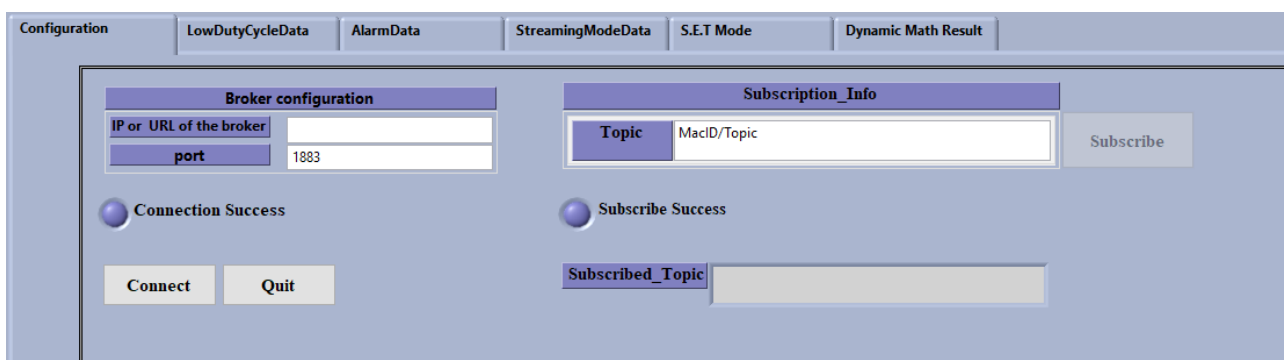 Configuration
LowDutyCycleData
AlarmData
StreamingModeData
S.E.T Mode
Dynamic Math Result
Broker configuration
IP or URL of the broker
port
1883
Connection Success
Connect
Quit
Subscription_Info
Topic
MacID/Topic
Subscribe
Subscribe Success
Subscribed_Topic